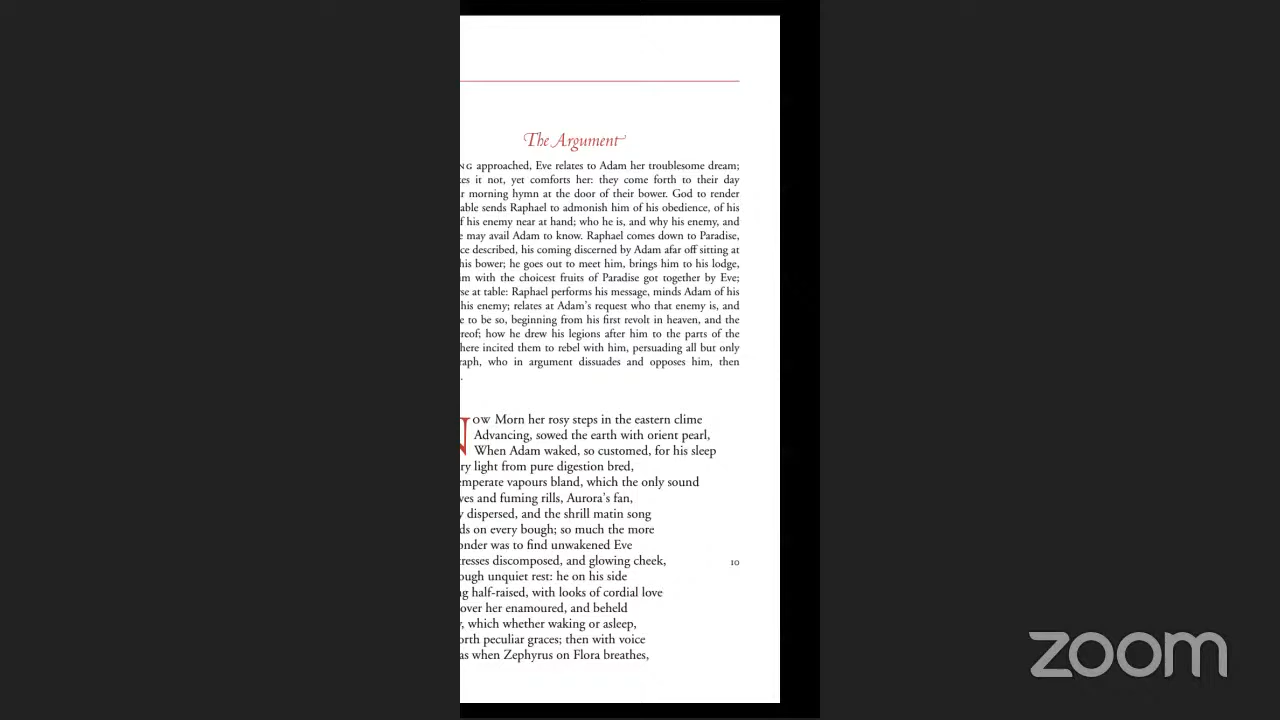 The Argument
NG approached, Eve relates to Adam her troublesome dream;
es it not, yet comforts her: they come forth to their day
r morning hymn at the door of their bower. God to render
able sends Raphael to admonish him of his obedience, of his
f his enemy near at hand; who he is, and why his enemy, and
e may avail Adam to know. Raphael comes down to Paradise,
ce described, his coming discerned by Adam afar off sitting at
his bower; he goes out to meet him, brings him to his lodge,
m with the choicest fruits of Paradise got together by Eve;
se at table: Raphael performs his message, minds Adam of his
his enemy; relates at Adam's request who that enemy is, and
e to be so, beginning from his first revolt in heaven, and the
reof; how he drew his legions after him to the parts of the
here incited them to rebel with him, persuading all but only
raph, who in argument dissuades and opposes him, then
.
NOW Morn her rosy steps in the eastern clime
Advancing, sowed the earth with orient pearl,
When Adam waked, so customed, for his sleep
ry light from pure digestion bred,
emperate vapours bland, which the only sound
ves and fuming rills, Aurora's fan,
y dispersed, and the shrill matin song
ds on every bough; so much the more
onder was to find unwakened Eve
tresses discomposed, and glowing cheek, 10
ough unquiet rest: he on his side
ng half-raised, with looks of cordial love
over her enamoured, and beheld
y, which whether waking or asleep,
orth peculiar graces; then with voice
as when Zephyrus on Flora breathes,
zoom